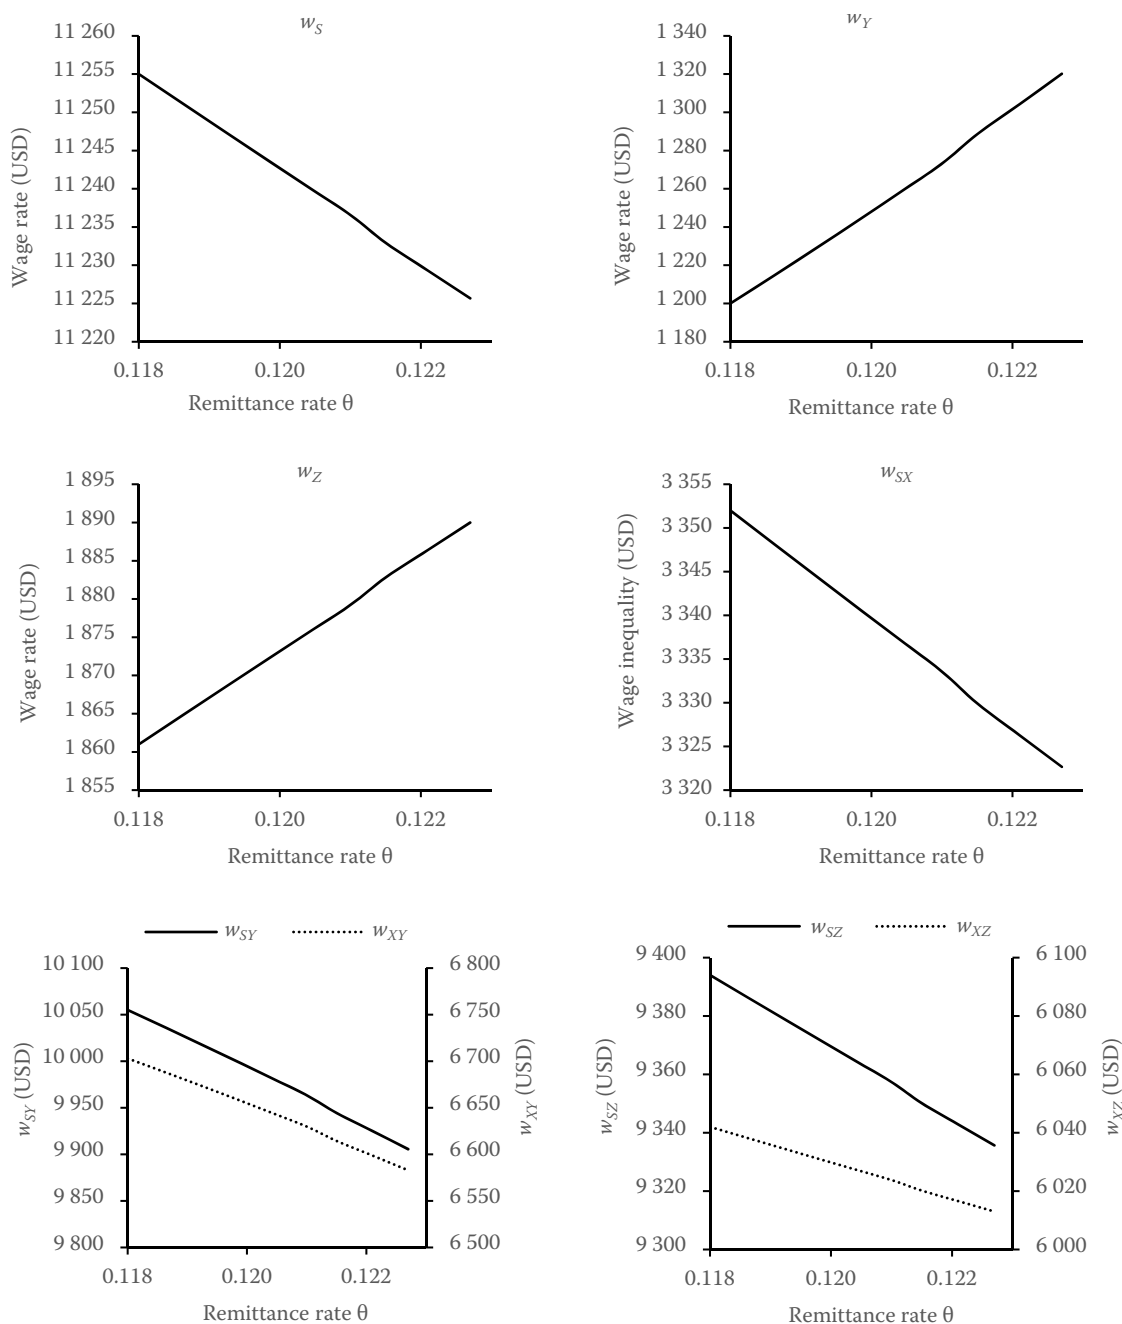 w_S
Wage rate (USD)
11 260
11 255
11 250
11 245
11 240
11 235
11 230
11 225
11 220
0.118 0.120 0.122
Remittance rate θ
w_Y
Wage rate (USD)
1 340
1 320
1 300
1 280
1 260
1 240
1 220
1 200
1 180
0.118 0.120 0.122
Remittance rate θ
w_Z
Wage rate (USD)
1 895
1 890
1 885
1 880
1 875
1 870
1 865
1 860
1 855
0.118 0.120 0.122
Remittance rate θ
w_SX
Wage inequality (USD)
3 355
3 350
3 345
3 340
3 335
3 330
3 325
3 320
0.118 0.120 0.122
Remittance rate θ
w_SY w_XY
w_SY (USD)
10 100
10 050
10 000
9 950
9 900
9 850
9 800
6 800
6 750
6 700
6 650
6 600
6 550
6 500
w_XY (USD)
0.118 0.120 0.122
Remittance rate θ
w_SZ w_XZ
w_SZ (USD)
9 400
9 380
9 360
9 340
9 320
9 300
6 100
6 080
6 060
6 040
6 020
6 000
w_XZ (USD)
0.118 0.120 0.122
Remittance rate θ